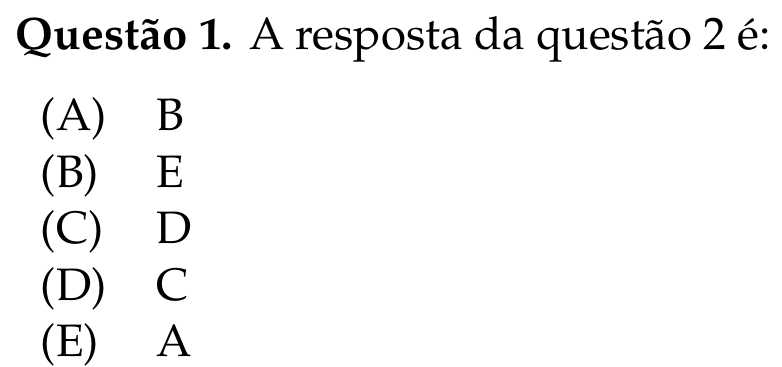 Questão 1. A resposta da questão 2 é:
(A) B
(B) E
(C) D
(D) C
(E) A